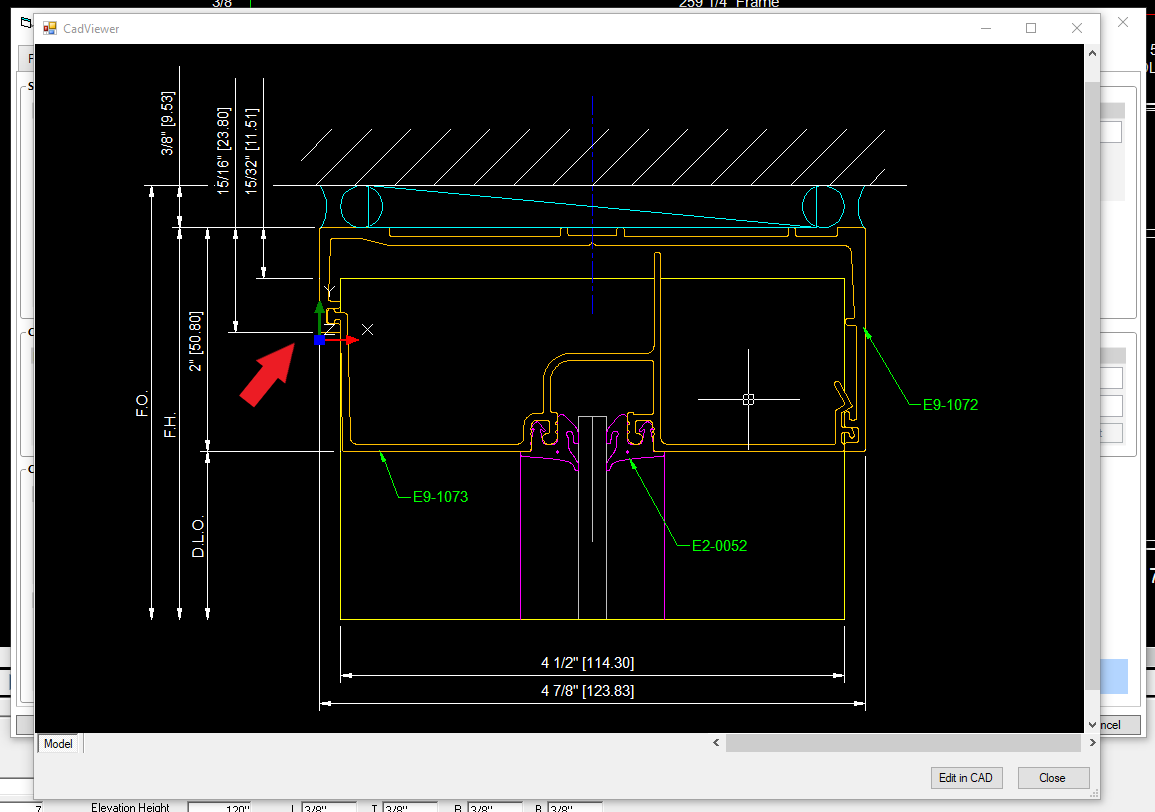 3/8"
259 1/4" Frame
CadViewer
3/8" [9.53]
15/16" [23.80]
15/32" [11.51]
2" [50.80]
F.O.
F.H.
D.L.O.
Y
Z
X
E9-1072
E9-1073
E2-0052
4 1/2" [114.30]
4 7/8" [123.83]
Model
Edit in CAD
Close
7
Elevation Height
120"
L
3/8"
T
3/8"
R
3/8"
B
3/8"